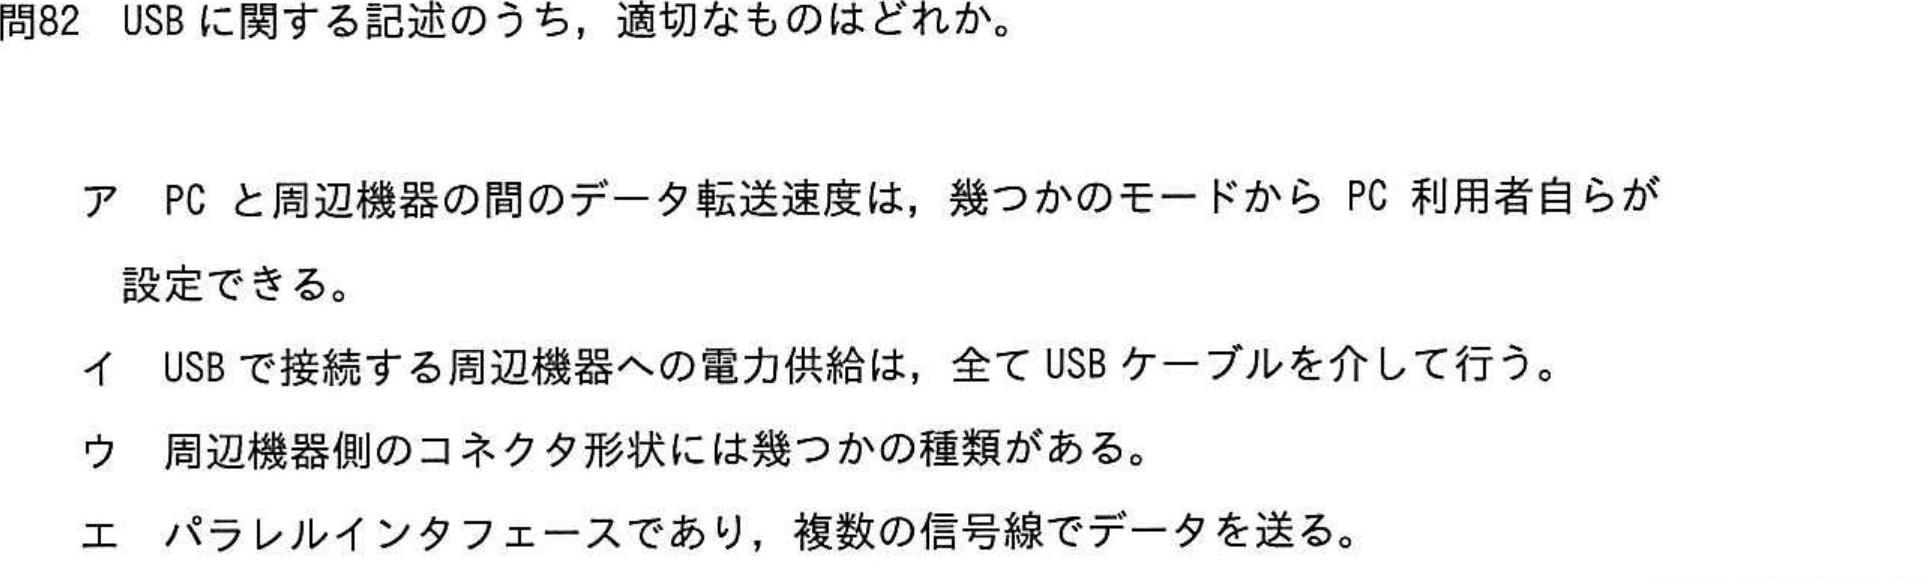 問82 USB に関する記述のうち，適切なものはどれか。
ア PC と周辺機器の間のデータ転送速度は，幾つかのモードから PC 利用者自らが
設定できる。
イ USB で接続する周辺機器への電力供給は，全て USB ケーブルを介して行う。
ウ 周辺機器側のコネクタ形状には幾つかの種類がある。
エ パラレルインタフェースであり，複数の信号線でデータを送る。